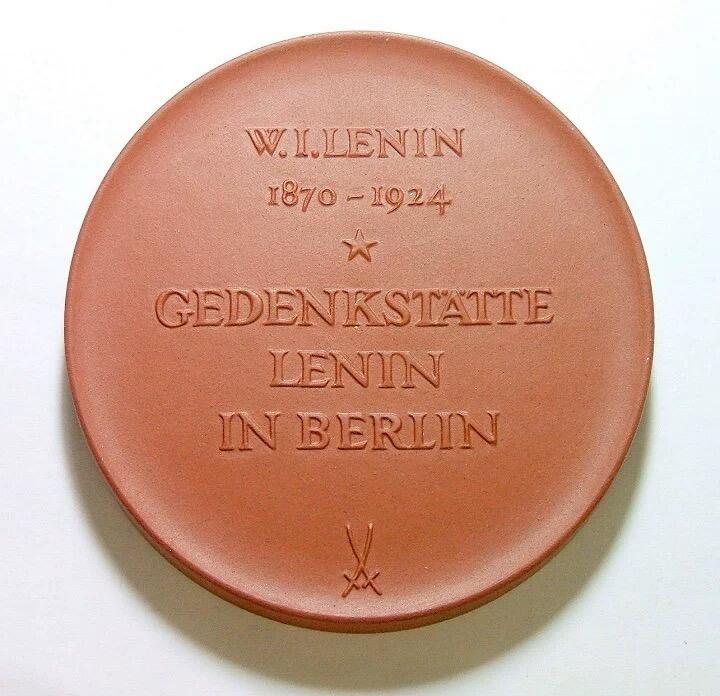 W.I.LENIN
1870-1924
GEDENKSTÄTTE
LENIN
IN BERLIN